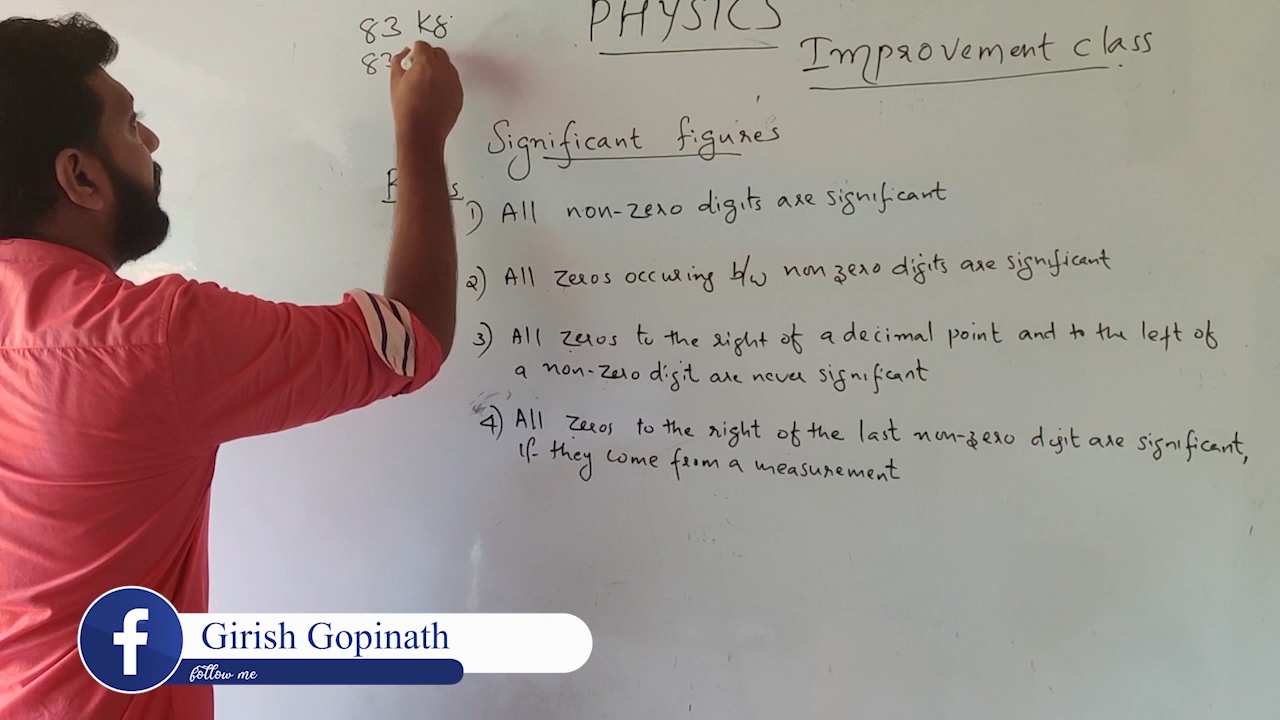 83 kg
PHYSICS
Improvement class
Significant figures
1) All non-zero digits are significant
2) All zeros occuring b/w non zero digits are significant
3) All zeros to the right of a decimal point and to the left of
a non-zero digit are never significant
4) All zeros to the right of the last non-zero digit are significant,
if they come from a measurement
f
Girish Gopinath
follow me